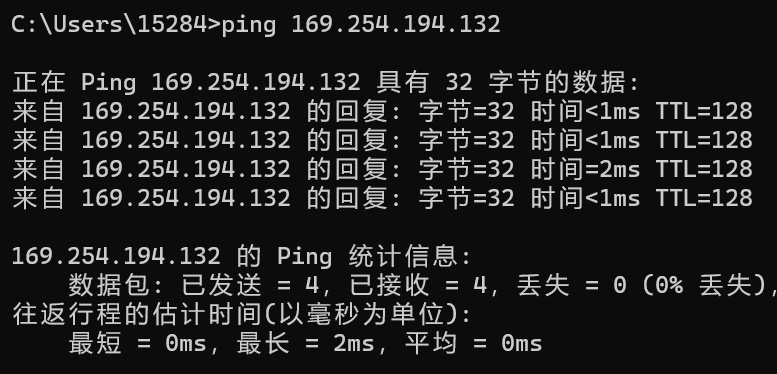 C:\Users\15284>ping 169.254.194.132
正在 Ping 169.254.194.132 具有 32 字节的数据:
来自 169.254.194.132 的回复: 字节=32 时间<1ms TTL=128
来自 169.254.194.132 的回复: 字节=32 时间<1ms TTL=128
来自 169.254.194.132 的回复: 字节=32 时间=2ms TTL=128
来自 169.254.194.132 的回复: 字节=32 时间<1ms TTL=128
169.254.194.132 的 Ping 统计信息:
数据包: 已发送 = 4，已接收 = 4，丢失 = 0 (0% 丢失)，
往返行程的估计时间(以毫秒为单位):
最短 = 0ms，最长 = 2ms，平均 = 0ms